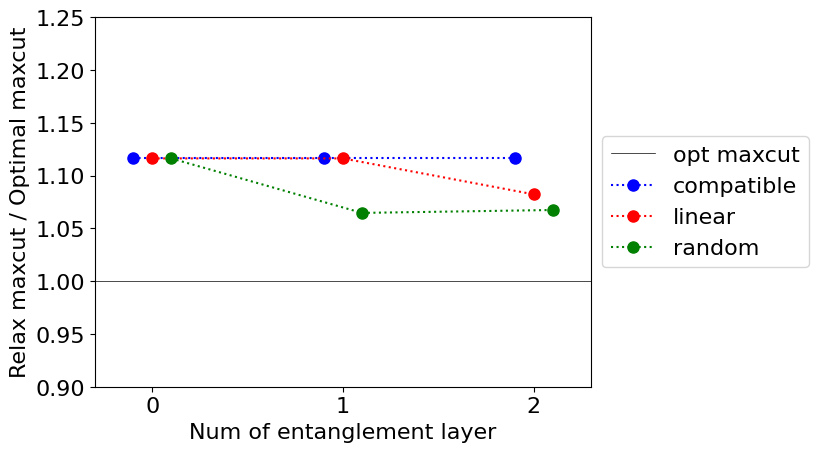 Relax maxcut / Optimal maxcut
1.25
1.20
1.15
1.10
1.05
1.00
0.95
0.90
0
1
2
Num of entanglement layer
opt maxcut
compatible
linear
random